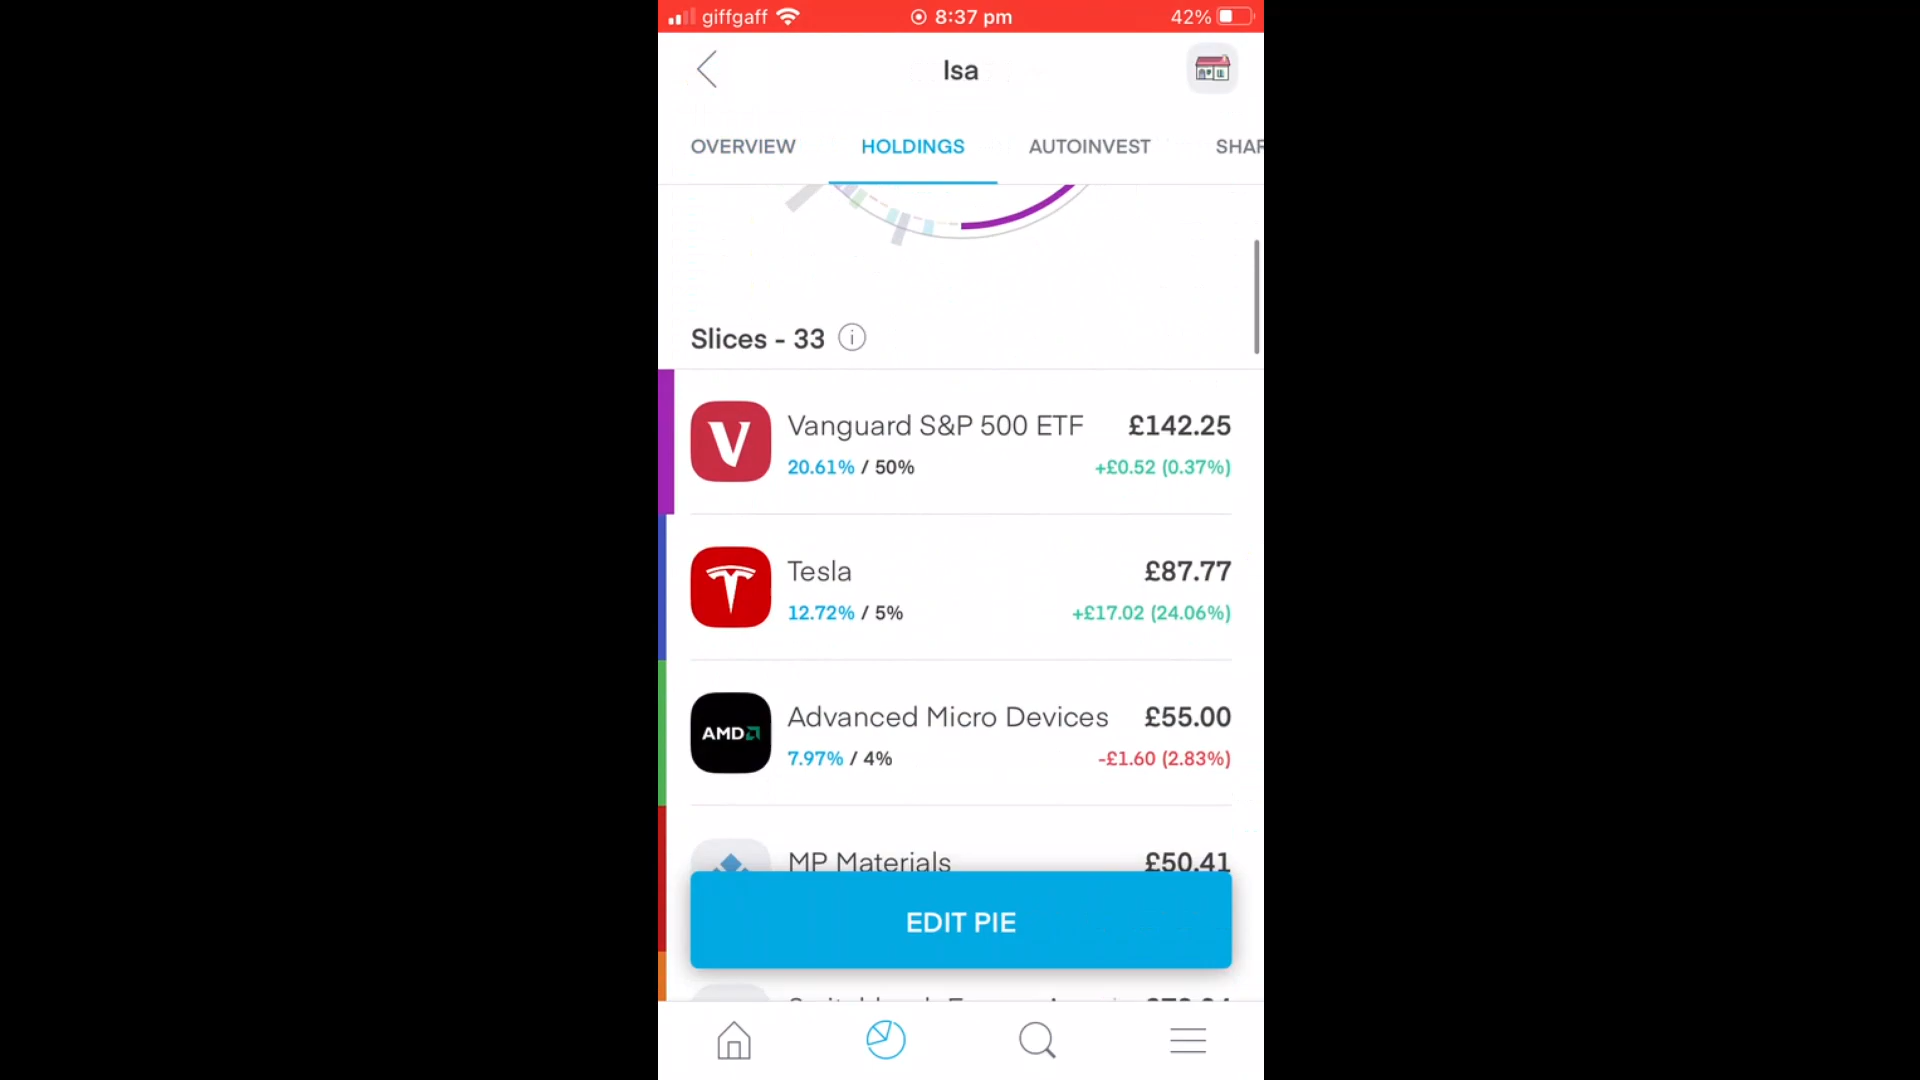 giffgaff 8:37 pm 42%
Isa
OVERVIEW HOLDINGS AUTOINVEST SHAR
Slices - 33
Vanguard S&P 500 ETF £142.25
20.61% / 50% +£0.52 (0.37%)
Tesla £87.77
12.72% / 5% +£17.02 (24.06%)
AMD
Advanced Micro Devices £55.00
7.97% / 4% -£1.60 (2.83%)
MP Materials £50.41
EDIT PIE